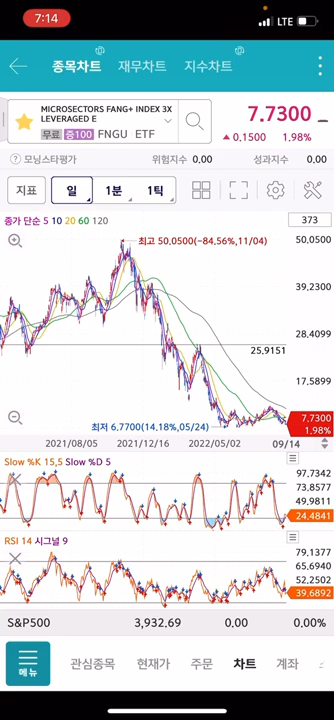 7:14
LTE
종목차트 재무차트 지수차트
MICROSECTORS FANG+ INDEX 3X
LEVERAGED E
무료 증100 FNGU ETF
7.7300
▲ 0,1500 1,98%
? 모닝스타평가 위험지수 0,00 성과지수 0.00
지표 일 1분 1틱
종가 단순 5 10 20 60 120
373
최고 50,0500(-84,56%,11/04)
50,0500
39,2300
28,4099
25,9151
17,5899
최저 6,7700(14,18%,05/24)
7,7300
1,98%
2021/08/05 2021/12/16 2022/05/02 09/14
Slow %K 15,5 Slow %D 5
97,7342
73,8577
49,9811
24,4841
RSI 14 시그널 9
79,1377
65,6940
52,2502
39,6892
S&P500 3,932,69 0,00 0,00%
메뉴 관심종목 현재가 주문 차트 계좌